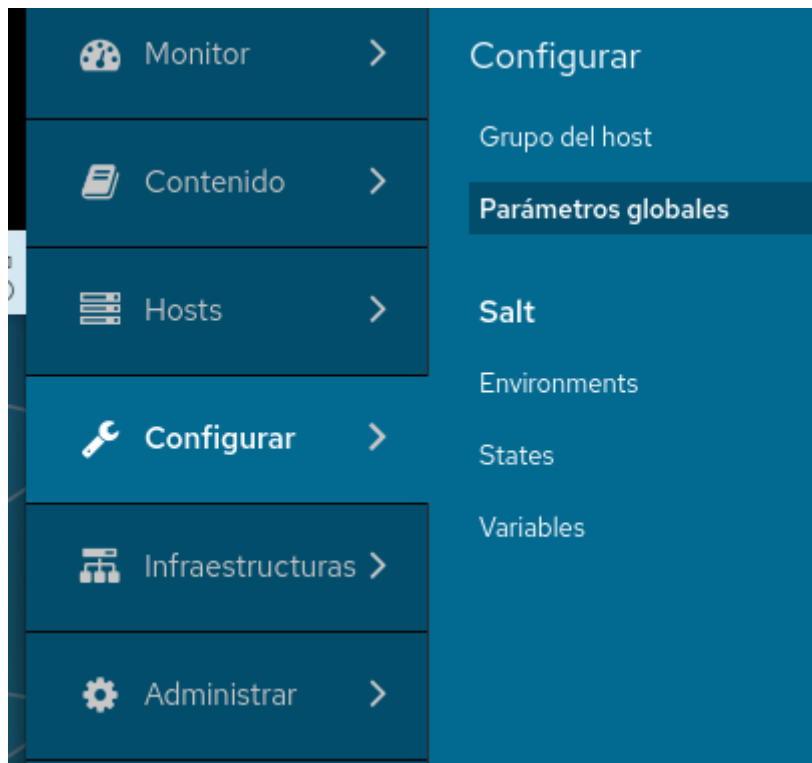 Monitor
Contenido
Hosts
Configurar
Infraestructuras
Administrar
Configurar
Grupo del host
Parámetros globales
Salt
Environments
States
Variables